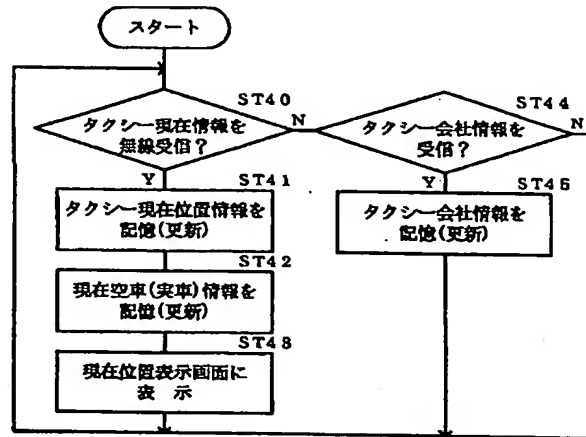 スタート
ST40
タクシー現在情報を
無線受信?
N
ST44
タクシー会社情報を
受信?
N
Y
ST41
タクシー現在位置情報を
記憶(更新)
Y
ST45
タクシー会社情報を
記憶(更新)
ST42
現在空車(実車)情報を
記憶(更新)
ST43
現在位置表示画面に
表 示